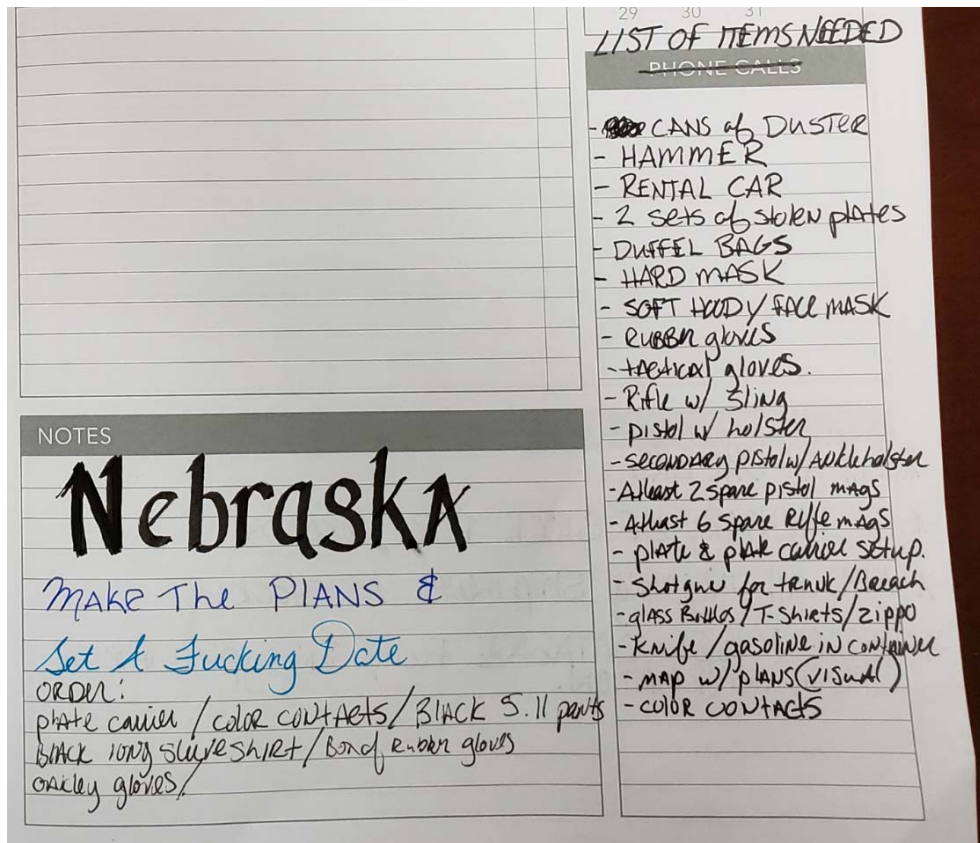 29 30 31
LIST OF ITEMS NEEDED
PHONE CALLS
- CANS of DUSTER
- HAMMER
- RENTAL CAR
- 2 sets of stolen plates
- DUFFEL BAGS
- HARD MASK
- SOFT HOODY/FACE MASK
- RUBBER gloves
- tactical gloves.
- Rifle w/ Sling
- pistol w/ holster
- SECONDARY pistol w/ ANKLE holster
- Atleast 2 spare pistol mags
- Atleast 6 spare Rifle mags
- plate & plate carrier setup.
- Shotgun for trunk/Breach
- glass Bottles/T-Shirts/zippo
- Knife/gasoline in container
- map w/ plans (visual)
- Color contacts
NOTES
Nebraska
Make The Plans &
Set A Fucking Date
ORDER:
plate carrier/color contacts/Black 5.11 pants
Black long sleeve shirt/Box of Rubber gloves
Oakley gloves/